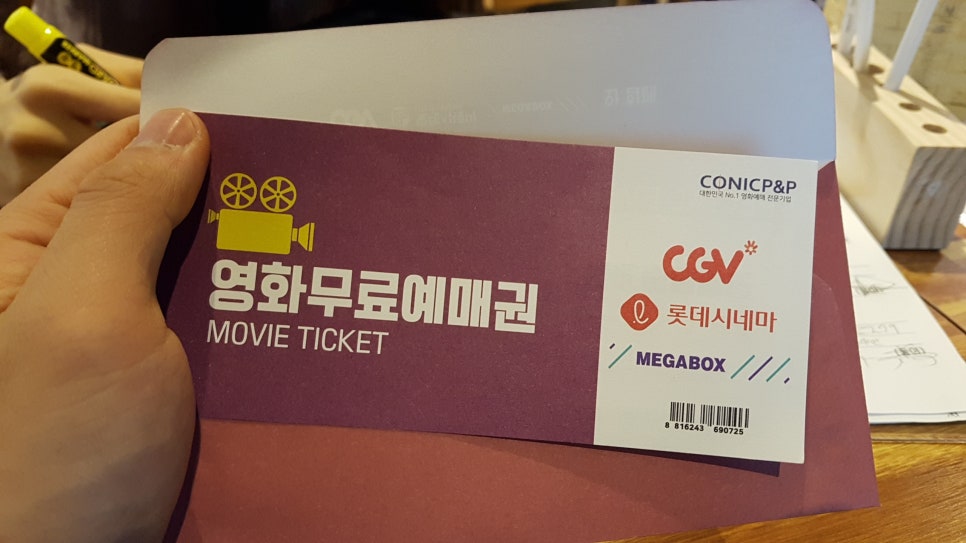 영화무료예매권
MOVIE TICKET
CONICP&P
대한민국 No.1 영화예매 전문기업
CGV
롯데시네마
MEGABOX
8 816243 690725